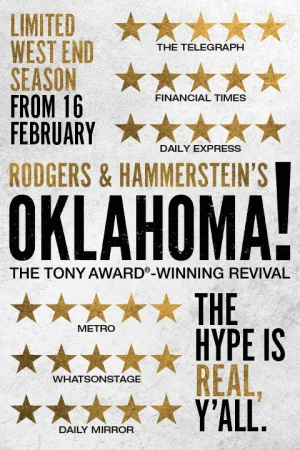 LIMITED
WEST END
SEASON
FROM 16
FEBRUARY
THE TELEGRAPH
FINANCIAL TIMES
DAILY EXPRESS
RODGERS & HAMMERSTEIN'S
OKLAHOMA!
THE TONY AWARD®-WINNING REVIVAL
METRO
WHATSONSTAGE
DAILY MIRROR
THE
HYPE IS
REAL,
Y'ALL.